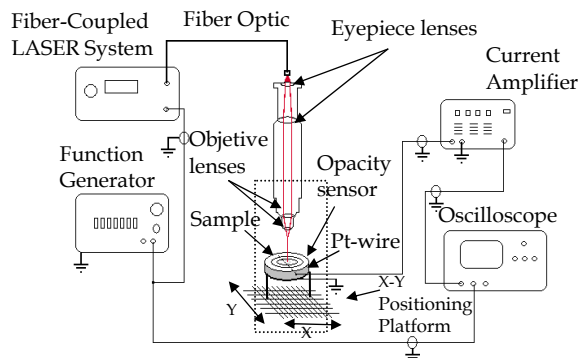 Fiber-Coupled
LASER System
Fiber Optic
Eyepiece lenses
Current
Amplifier
Function
Generator
Objetive
lenses
Opacity
sensor
Sample
Pt-wire
Oscilloscope
X-Y
Positioning
Platform
Y
X